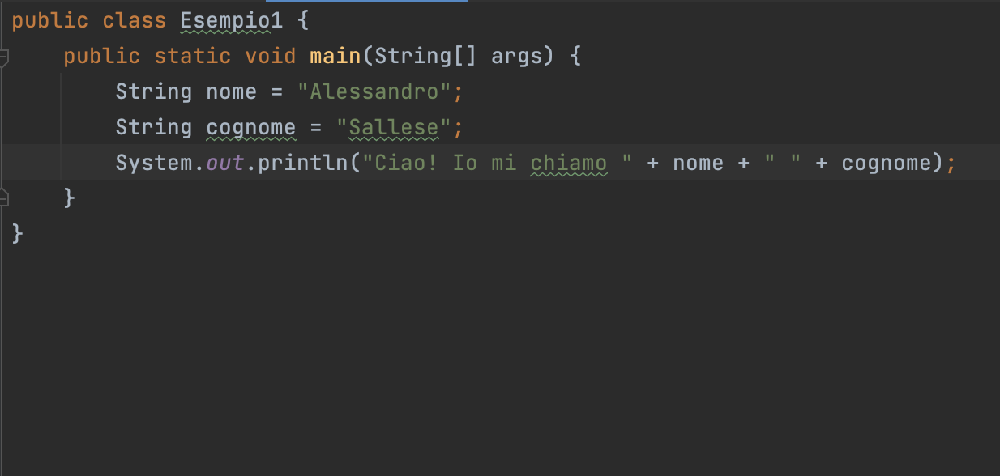 public class Esempio1 {
    public static void main(String[] args) {
        String nome = "Alessandro";
        String cognome = "Sallese";
        System.out.println("Ciao! Io mi chiamo " + nome + " " + cognome);
    }
}